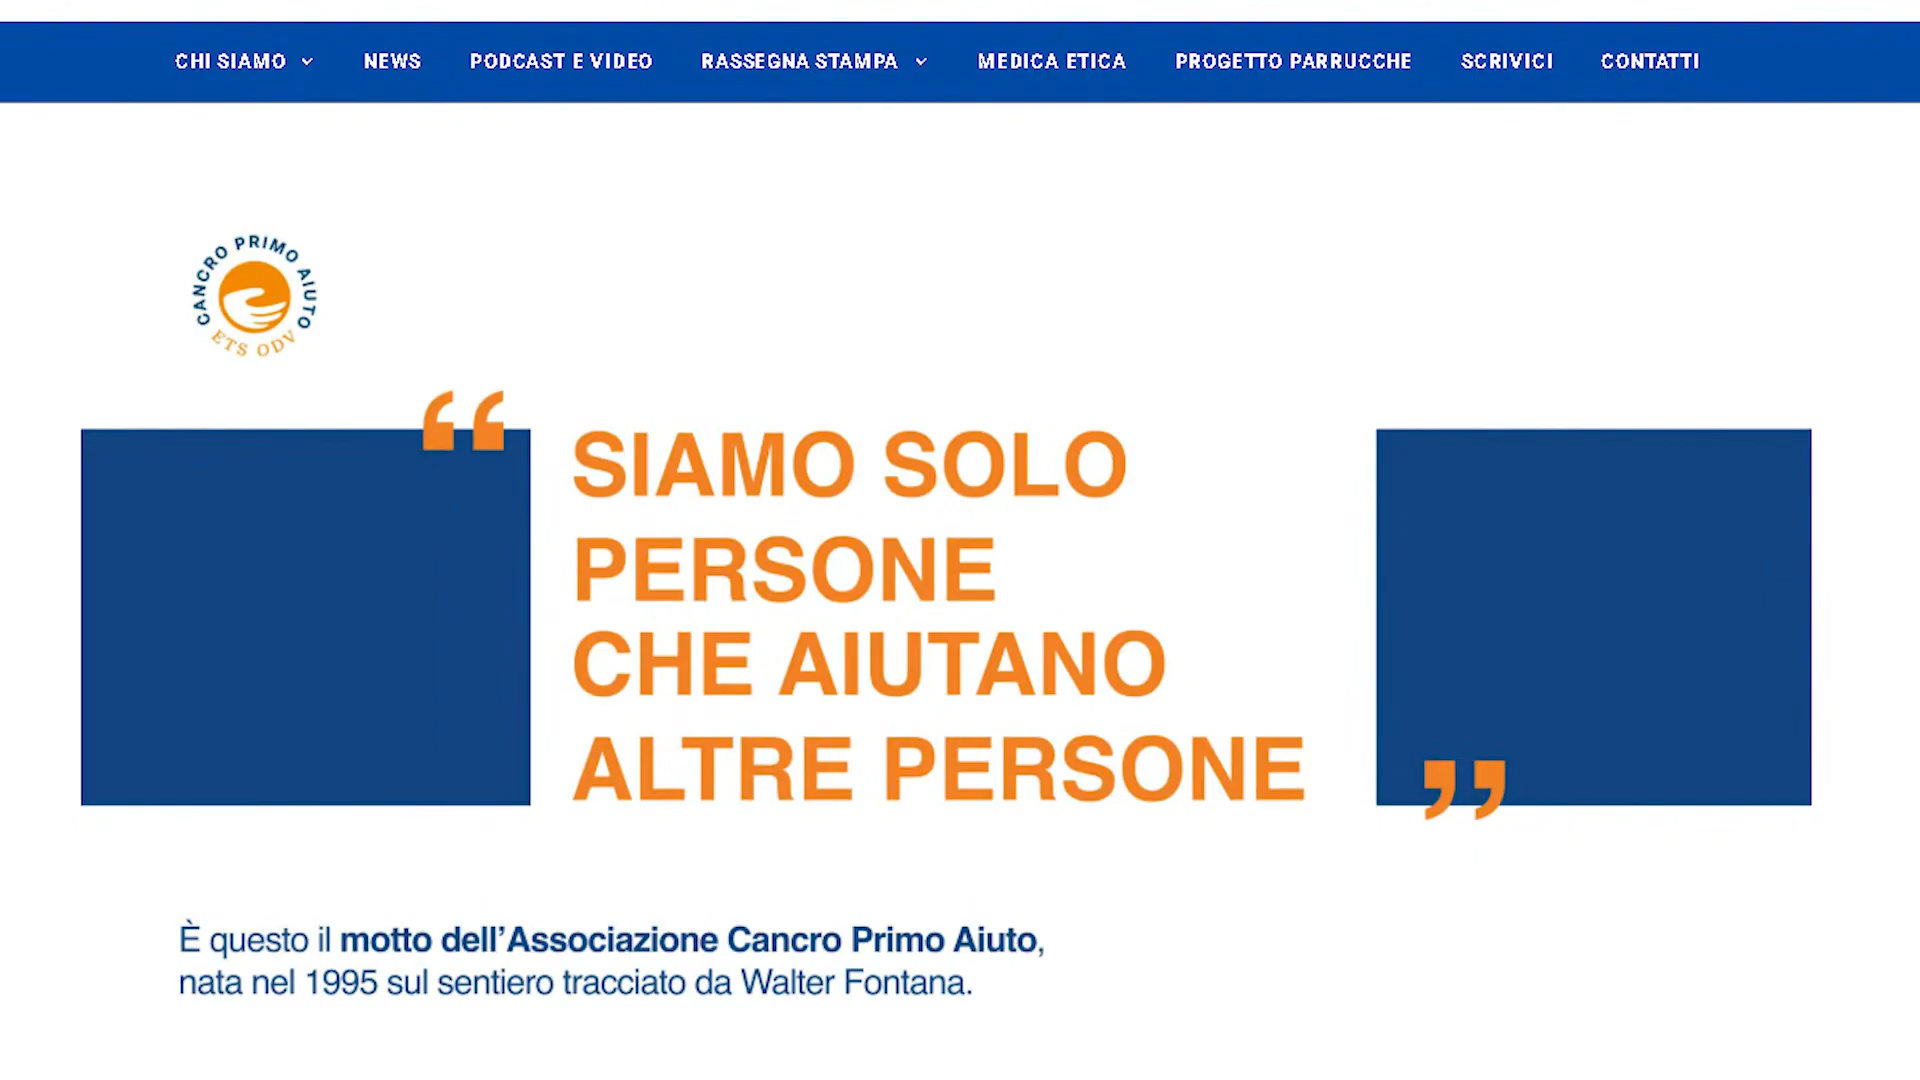 CHI SIAMO
NEWS
PODCAST E VIDEO
RASSEGNA STAMPA
MEDICA ETICA
PROGETTO PARRUCCHE
SCRIVICI
CONTATTI
CANCRO PRIMO AIUTO
ETS ODV
“SIAMO SOLO
PERSONE
CHE AIUTANO
ALTRE PERSONE”
È questo il motto dell’Associazione Cancro Primo Aiuto,
nata nel 1995 sul sentiero tracciato da Walter Fontana.